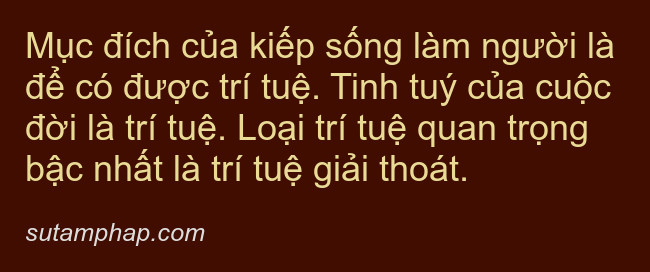 Mục đích của kiếp sống làm người là
để có được trí tuệ. Tinh tuý của cuộc
đời là trí tuệ. Loại trí tuệ quan trọng
bậc nhất là trí tuệ giải thoát.
sutamphap.com